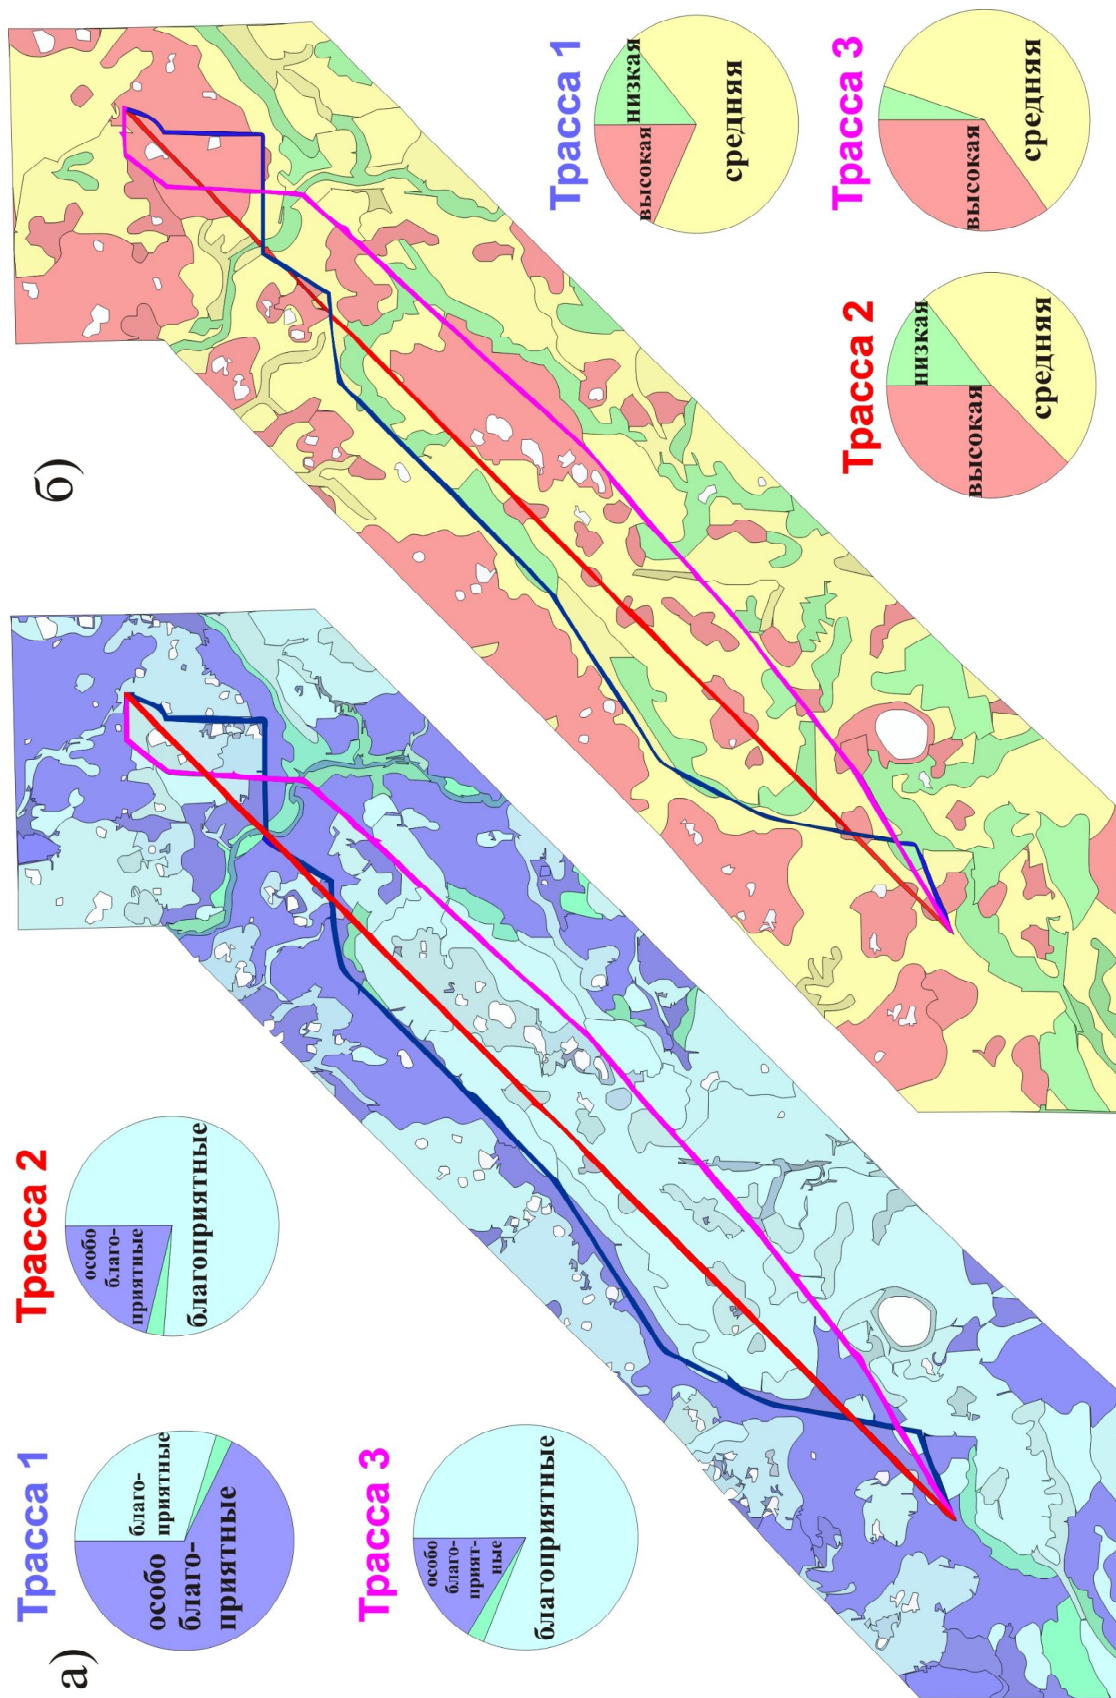 а)
Трасса 1
благо-
приятные
особо
благо-
приятные
Трасса 2
особо
благо-
приятные
благоприятные
Трасса 3
особо
благо-
прият-
ные
благоприятные
б)
Трасса 1
высокая
низкая
средняя
Трасса 2
высокая
низкая
средняя
Трасса 3
высокая
средняя